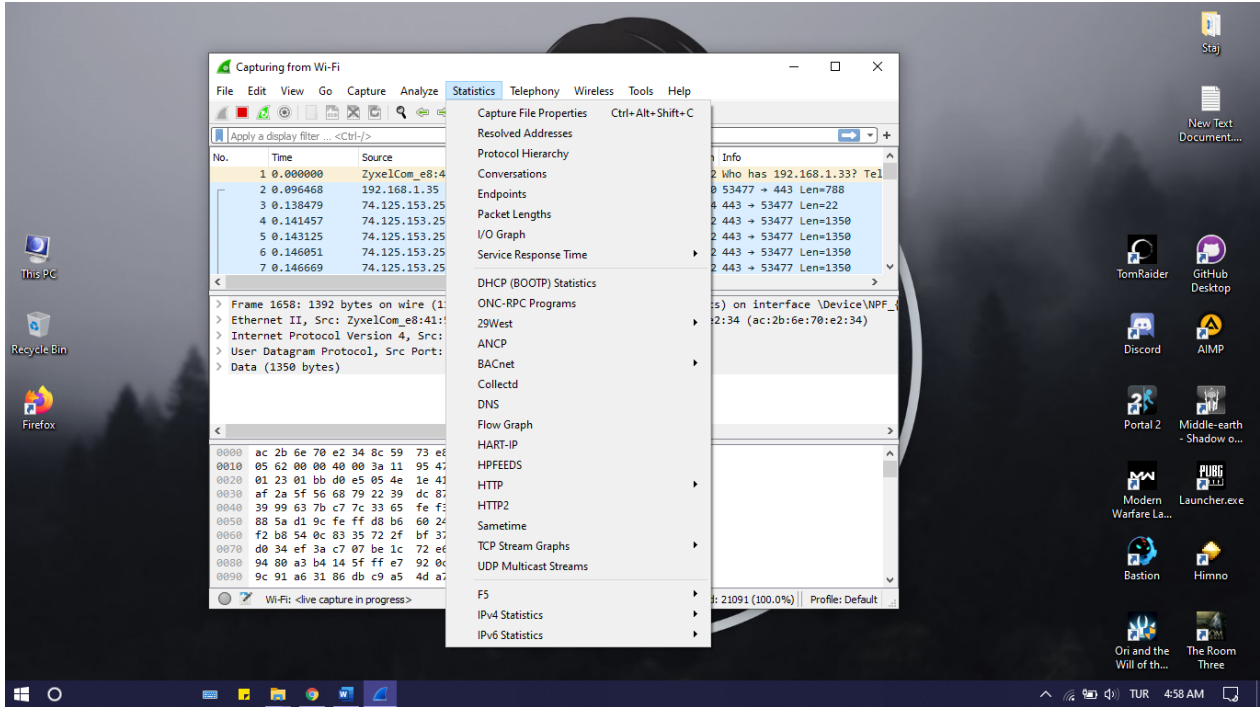 Staj
New Text
Document....
This PC
Recycle Bin
Firefox
TomRaider
GitHub
Desktop
Discord
AIMP
Portal 2
Middle-earth
- Shadow o...
Modern
Warfare La...
PUBG
Launcher.exe
Bastion
Himno
Ori and the
Will of th...
The Room
Three
Capturing from Wi-Fi
File Edit View Go Capture Analyze Statistics Telephony Wireless Tools Help
Apply a display filter ... <Ctrl-/>
No. Time Source Info
1 0.000000 ZyxelCom_e8:4 2 Who has 192.168.1.33? Tel
2 0.096468 192.168.1.35 0 53477 → 443 Len=788
3 0.138479 74.125.153.25 4 443 → 53477 Len=22
4 0.141457 74.125.153.25 2 443 → 53477 Len=1350
5 0.143125 74.125.153.25 2 443 → 53477 Len=1350
6 0.146051 74.125.153.25 2 443 → 53477 Len=1350
7 0.146669 74.125.153.25 2 443 → 53477 Len=1350
Frame 1658: 1392 bytes on wire (1 s) on interface \Device\NPF_{
Ethernet II, Src: ZyxelCom_e8:41: e2:34 (ac:2b:6e:70:e2:34)
Internet Protocol Version 4, Src:
User Datagram Protocol, Src Port:
Data (1350 bytes)
0000 ac 2b 6e 70 e2 34 8c 59 73 e8
0010 05 62 00 00 40 00 3a 11 95 47
0020 01 23 01 bb d0 e5 05 4e 1e 41
0030 af 2a 5f 56 68 79 22 39 dc 87
0040 39 99 63 7b c7 7c 33 65 fe f3
0050 88 5a d1 9c fe ff d8 b6 60 24
0060 f2 b8 54 0c 83 35 72 2f bf 37
0070 d0 34 ef 3a c7 07 be 1c 72 e6
0080 94 80 a3 b4 14 5f ff e7 92 0c
0090 9c 91 a6 31 86 db c9 a5 4d a7
Wi-Fi: <live capture in progress> d: 21091 (100.0%) Profile: Default
Capture File Properties Ctrl+Alt+Shift+C
Resolved Addresses
Protocol Hierarchy
Conversations
Endpoints
Packet Lengths
I/O Graph
Service Response Time
DHCP (BOOTP) Statistics
ONC-RPC Programs
29West
ANCP
BACnet
Collectd
DNS
Flow Graph
HART-IP
HPFEEDS
HTTP
HTTP2
Sametime
TCP Stream Graphs
UDP Multicast Streams
F5
IPv4 Statistics
IPv6 Statistics
TUR 4:58 AM